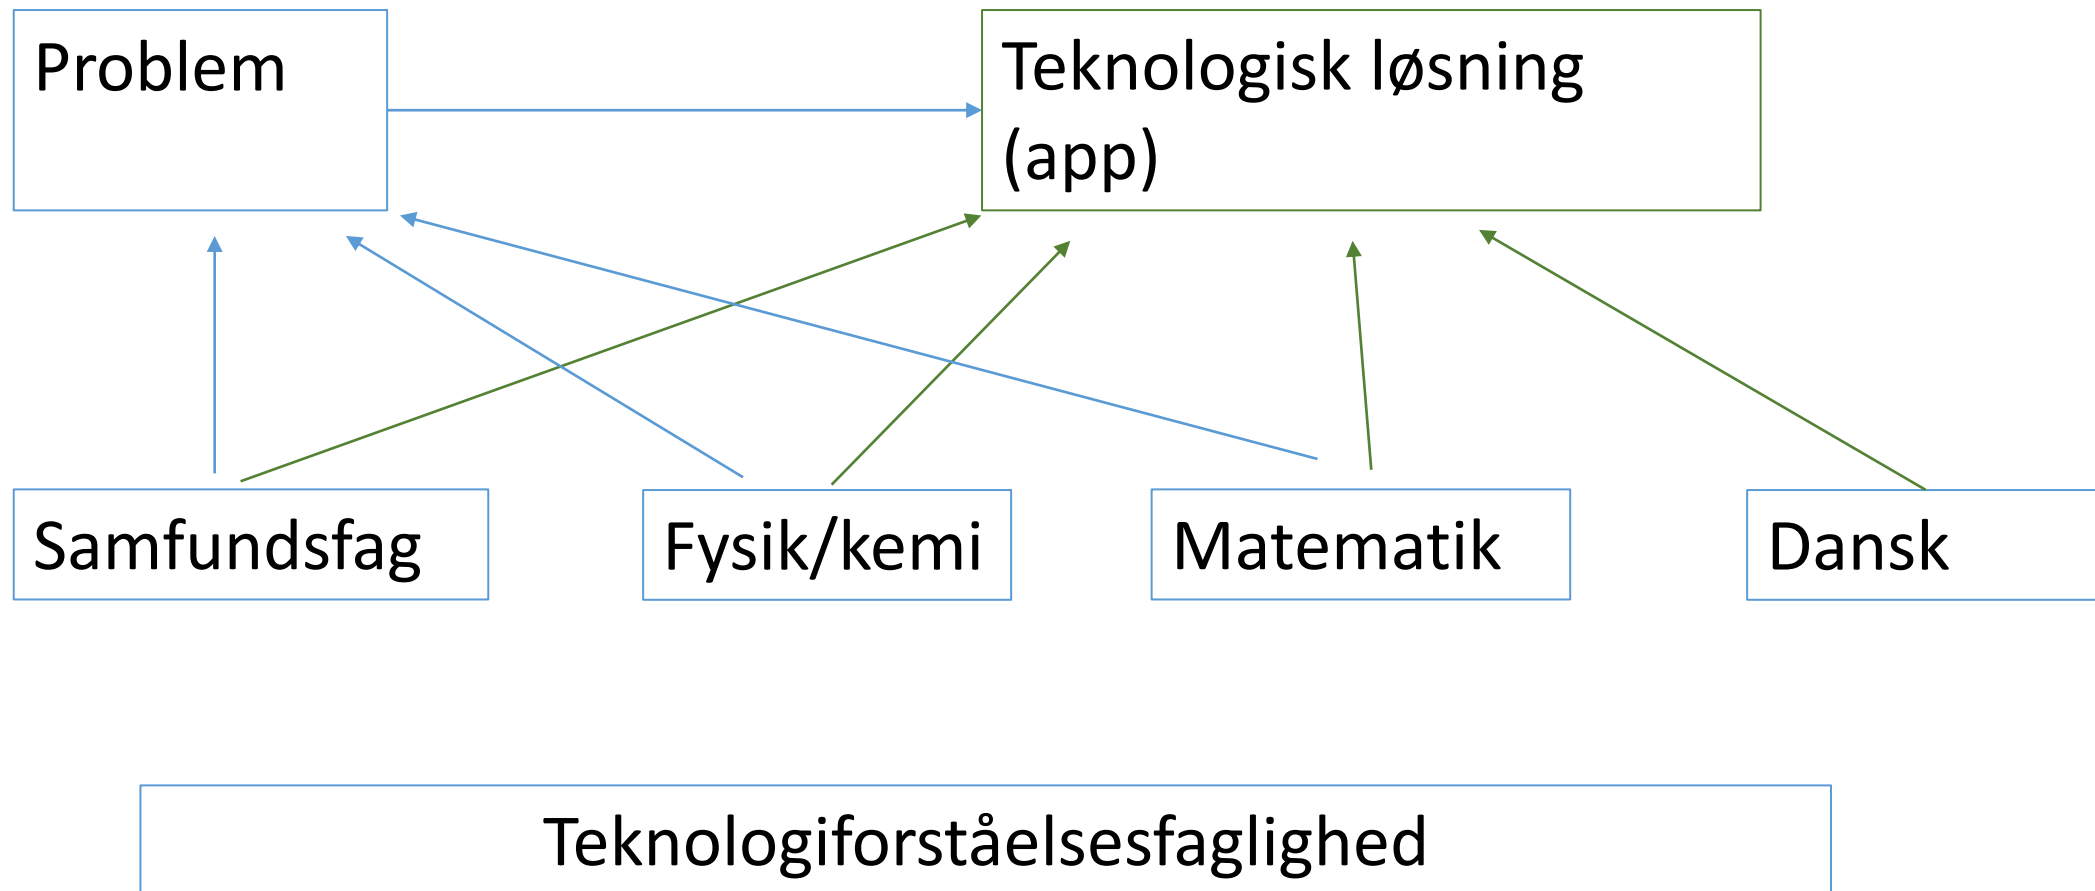 Problem
Teknologisk løsning
(app)
Samfundsfag
Fysik/kemi
Matematik
Dansk
Teknologiforståelsesfaglighed